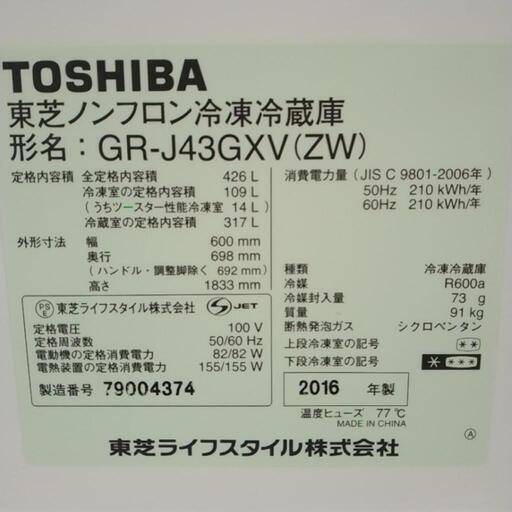 TOSHIBA
東芝ノンフロン冷凍冷蔵庫
形名：GR-J43GXV(ZW)
定格内容積 全定格内容積 426 L
冷凍室の定格内容積 109 L
(うちツースター性能冷凍室 14 L)
冷蔵室の定格内容積 317 L
外形寸法 幅 600 mm
奥行 698 mm
(ハンドル・調整脚除く 692 mm)
高さ 1833 mm
消費電力量 (JIS C 9801-2006年)
50Hz 210 kWh/年
60Hz 210 kWh/年
種類 冷凍冷蔵庫
冷媒 R600a
冷媒封入量 73 g
質量 91 kg
断熱発泡ガス シクロペンタン
上段冷凍室の記号 **
下段冷凍室の記号 ****
PSE 東芝ライフスタイル株式会社 JET
定格電圧 100 V
定格周波数 50/60 Hz
電動機の定格消費電力 82/82 W
電熱装置の定格消費電力 155/155 W
製造番号 79004374
2016 年製
温度ヒューズ 77℃
MADE IN CHINA
東芝ライフスタイル株式会社
Ⓐ